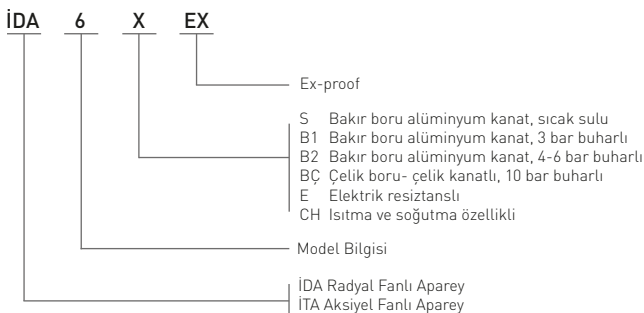 İDA 6 X EX
Ex-proof
S Bakır boru alüminyum kanat, sıcak sulu
B1 Bakır boru alüminyum kanat, 3 bar buharlı
B2 Bakır boru alüminyum kanat, 4-6 bar buharlı
BÇ Çelik boru- çelik kanatlı, 10 bar buharlı
E Elektrik resiztanslı
CH Isıtma ve soğutma özellikli
Model Bilgisi
İDA Radyal Fanlı Aparey
İTA Aksiyel Fanlı Aparey